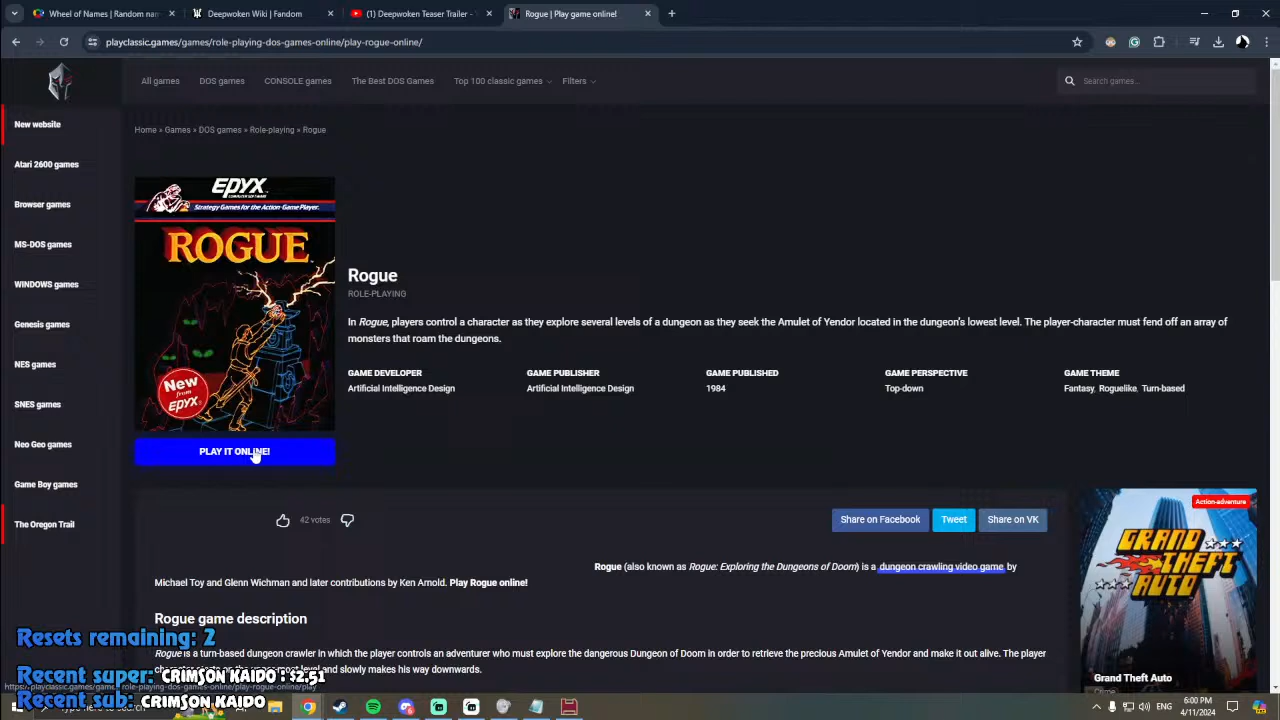 Wheel of Names | Random nam
Deepwoken Wiki | Fandom
(1) Deepwoken Teaser Trailer -
Rogue | Play game online!
playclassic.games/games/role-playing-dos-games-online/play-rogue-online/
All games
DOS games
CONSOLE games
The Best DOS Games
Top 100 classic games
Filters
Search games...
New website
Atari 2600 games
Browser games
MS-DOS games
WINDOWS games
Genesis games
NES games
SNES games
Neo Geo games
Game Boy games
The Oregon Trail
Home » Games » DOS games » Role-playing » Rogue
EPYX
COMPUTER SOFTWARE
Strategy Games for the Action-Game Player.
ROGUE
New
from
EPYX
PLAY IT ONLINE!
Rogue
ROLE-PLAYING
In Rogue, players control a character as they explore several levels of a dungeon as they seek the Amulet of Yendor located in the dungeon's lowest level. The player-character must fend off an array of
monsters that roam the dungeons.
GAME DEVELOPER
Artificial Intelligence Design
GAME PUBLISHER
Artificial Intelligence Design
GAME PUBLISHED
1984
GAME PERSPECTIVE
Top-down
GAME THEME
Fantasy, Roguelike, Turn-based
42 votes
Share on Facebook
Tweet
Share on VK
Rogue (also known as Rogue: Exploring the Dungeons of Doom) is a dungeon crawling video game by
Michael Toy and Glenn Wichman and later contributions by Ken Arnold. Play Rogue online!
Rogue game description
Rogue is a turn-based dungeon crawler in which the player controls an adventurer who must explore the dangerous Dungeon of Doom in order to retrieve the precious Amulet of Yendor and make it out alive. The player
Action-adventure
GRAND
THEFT
AUTO
Grand Theft Auto
Resets remaining: 2
Recent super: CRIMSON KAIDO : $2.51
Recent sub: CRIMSON KAIDO
6:00 PM
4/11/2024